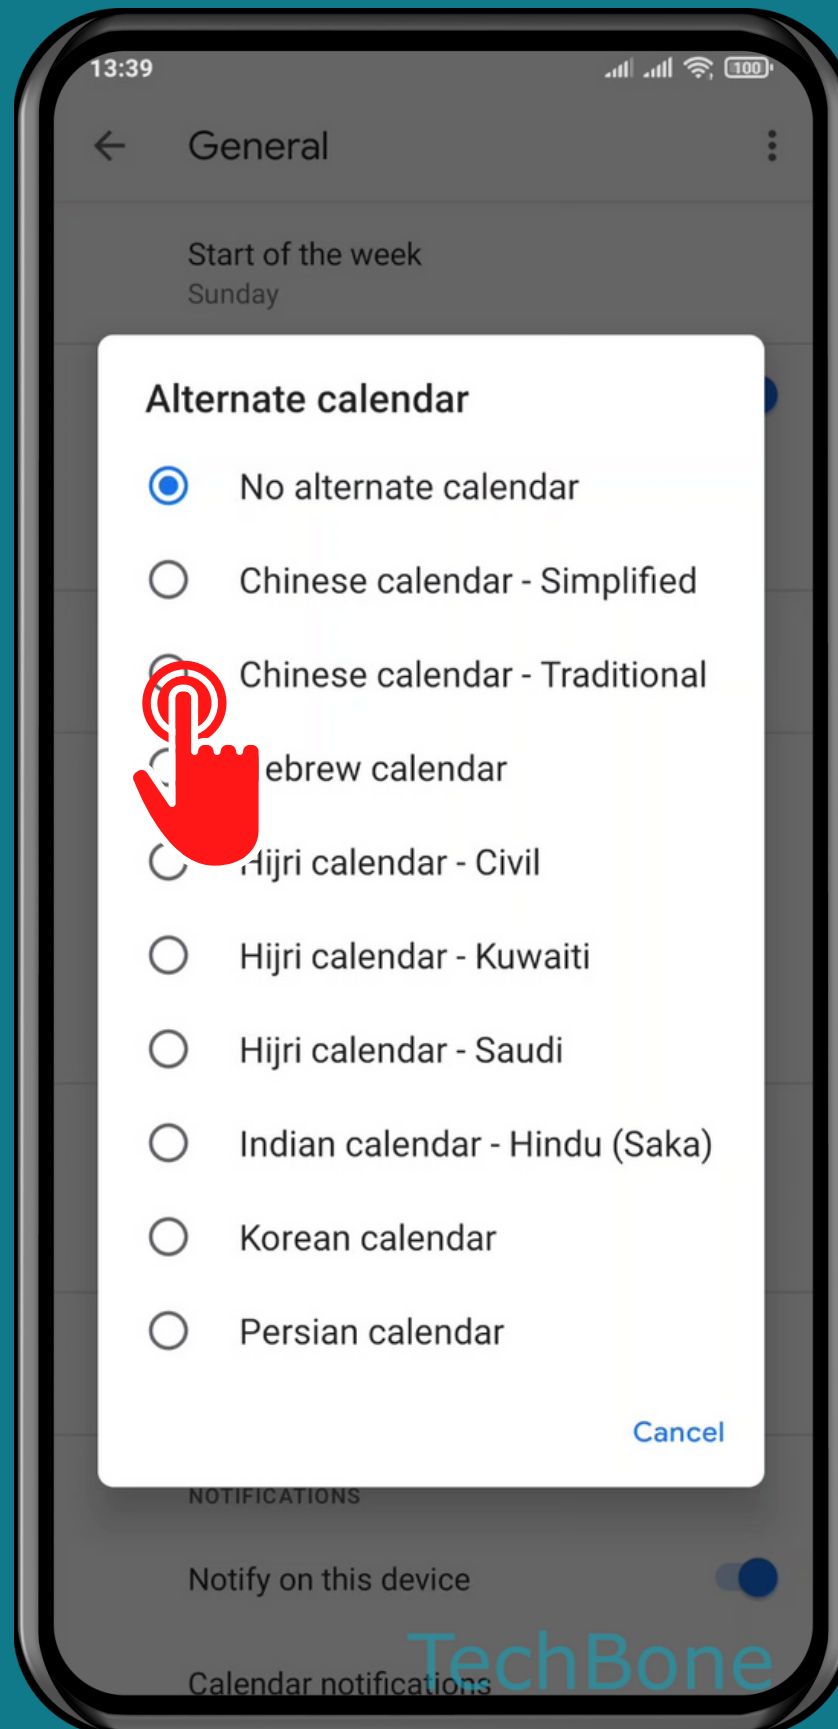 13:39
100
General
Start of the week
Sunday
Alternate calendar
No alternate calendar
Chinese calendar - Simplified
Chinese calendar - Traditional
ebrew calendar
Hijri calendar - Civil
Hijri calendar - Kuwaiti
Hijri calendar - Saudi
Indian calendar - Hindu (Saka)
Korean calendar
Persian calendar
Cancel
NOTIFICATIONS
Notify on this device
TechBone
Calendar notifications